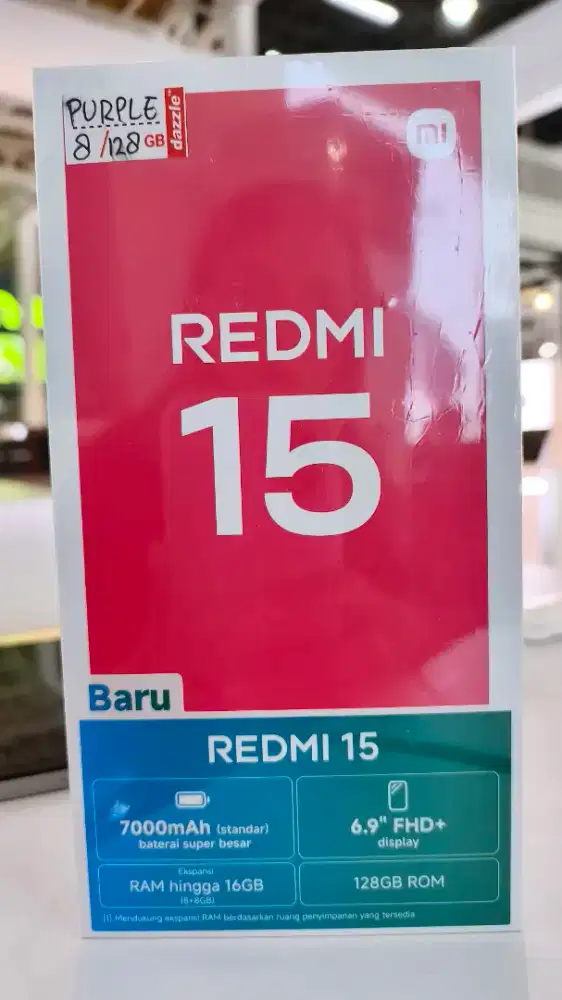 PURPLE
8/128 GB
dazzle
mi
REDMI
15
Baru
REDMI 15
7000mAh (standar)
baterai super besar
6.9" FHD+
display
Ekspansi
RAM hingga 16GB
(8+8GB)
128GB ROM
(1) Mendukung ekspansi RAM berdasarkan ruang penyimpanan yang tersedia